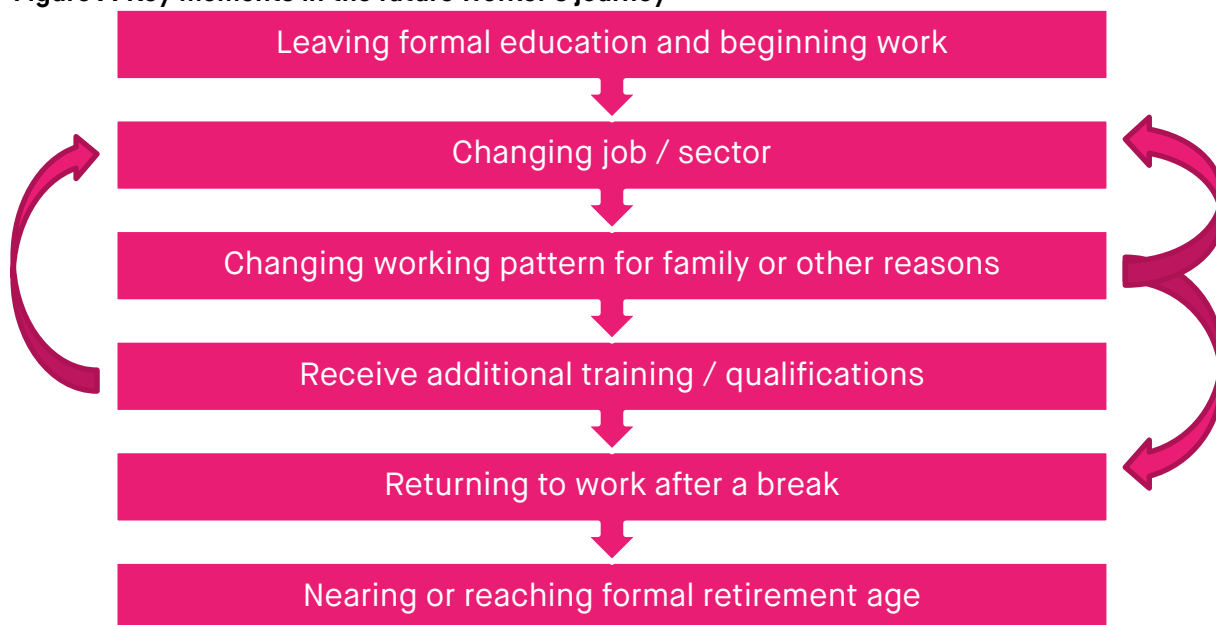 Leaving formal education and beginning work
Changing job / sector
Changing working pattern for family or other reasons
Receive additional training / qualifications
Returning to work after a break
Nearing or reaching formal retirement age